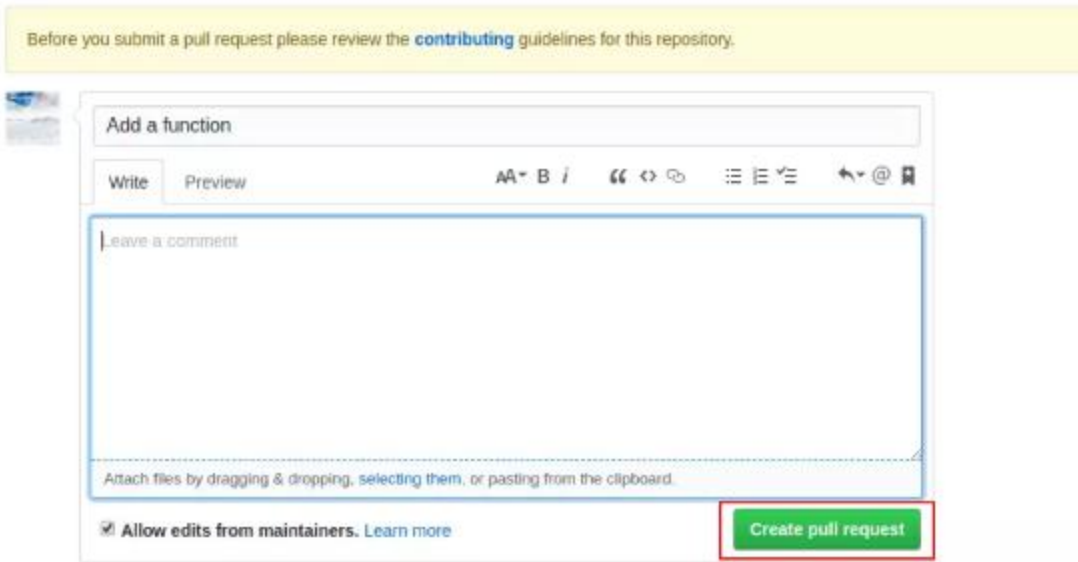 Before you submit a pull request please review the contributing guidelines for this repository.
Add a function
Write Preview AA B i @
Leave a comment
Attach files by dragging & dropping, selecting them, or pasting from the clipboard.
Allow edits from maintainers. Learn more Create pull request